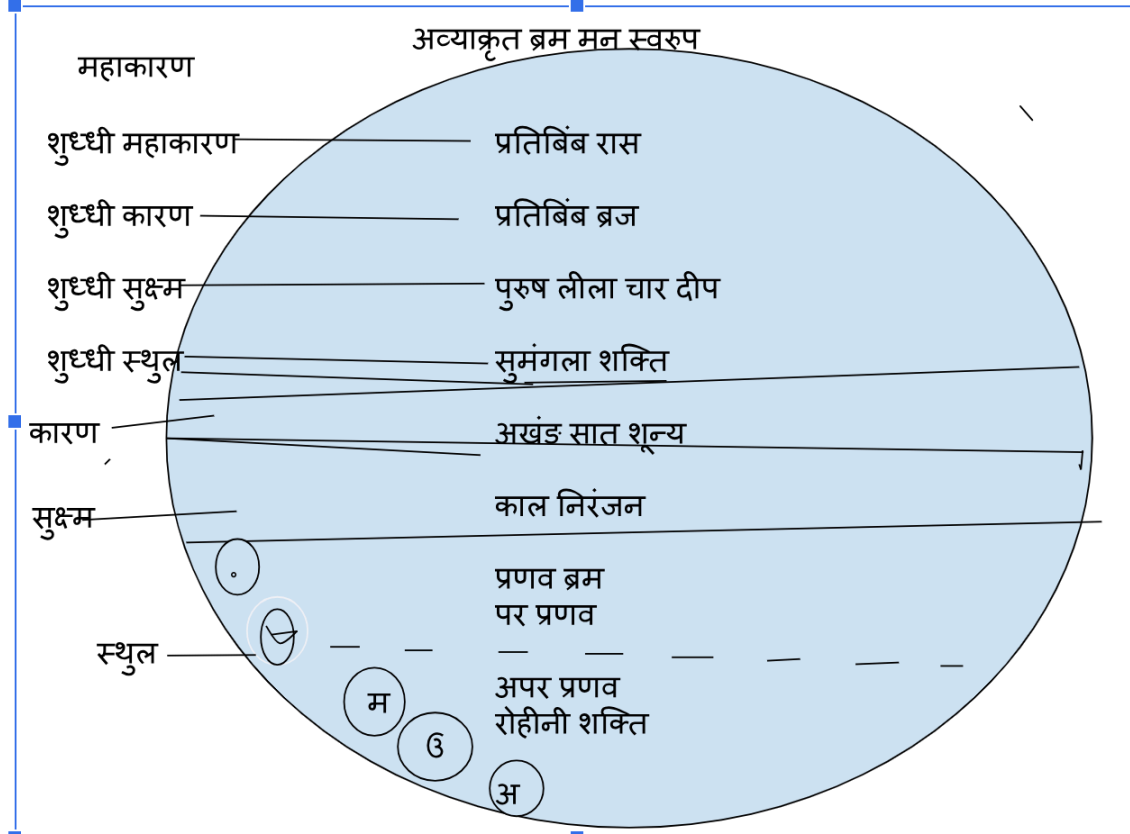 अव्याक्रृत ब्रम मन स्वरुप
महाकारण
शुध्धी महाकारण प्रतिबिंब रास
शुध्धी कारण प्रतिबिंब ब्रज
शुध्धी सुक्ष्म पुरुष लीला चार दीप
शुध्धी स्थुल सुमंगला शक्ति
कारण अखंङ सात शून्य
सुक्ष्म काल निरंजन
प्रणव ब्रम
पर प्रणव
स्थुल
म अपर प्रणव
रोहीनी शक्ति
उ
अ